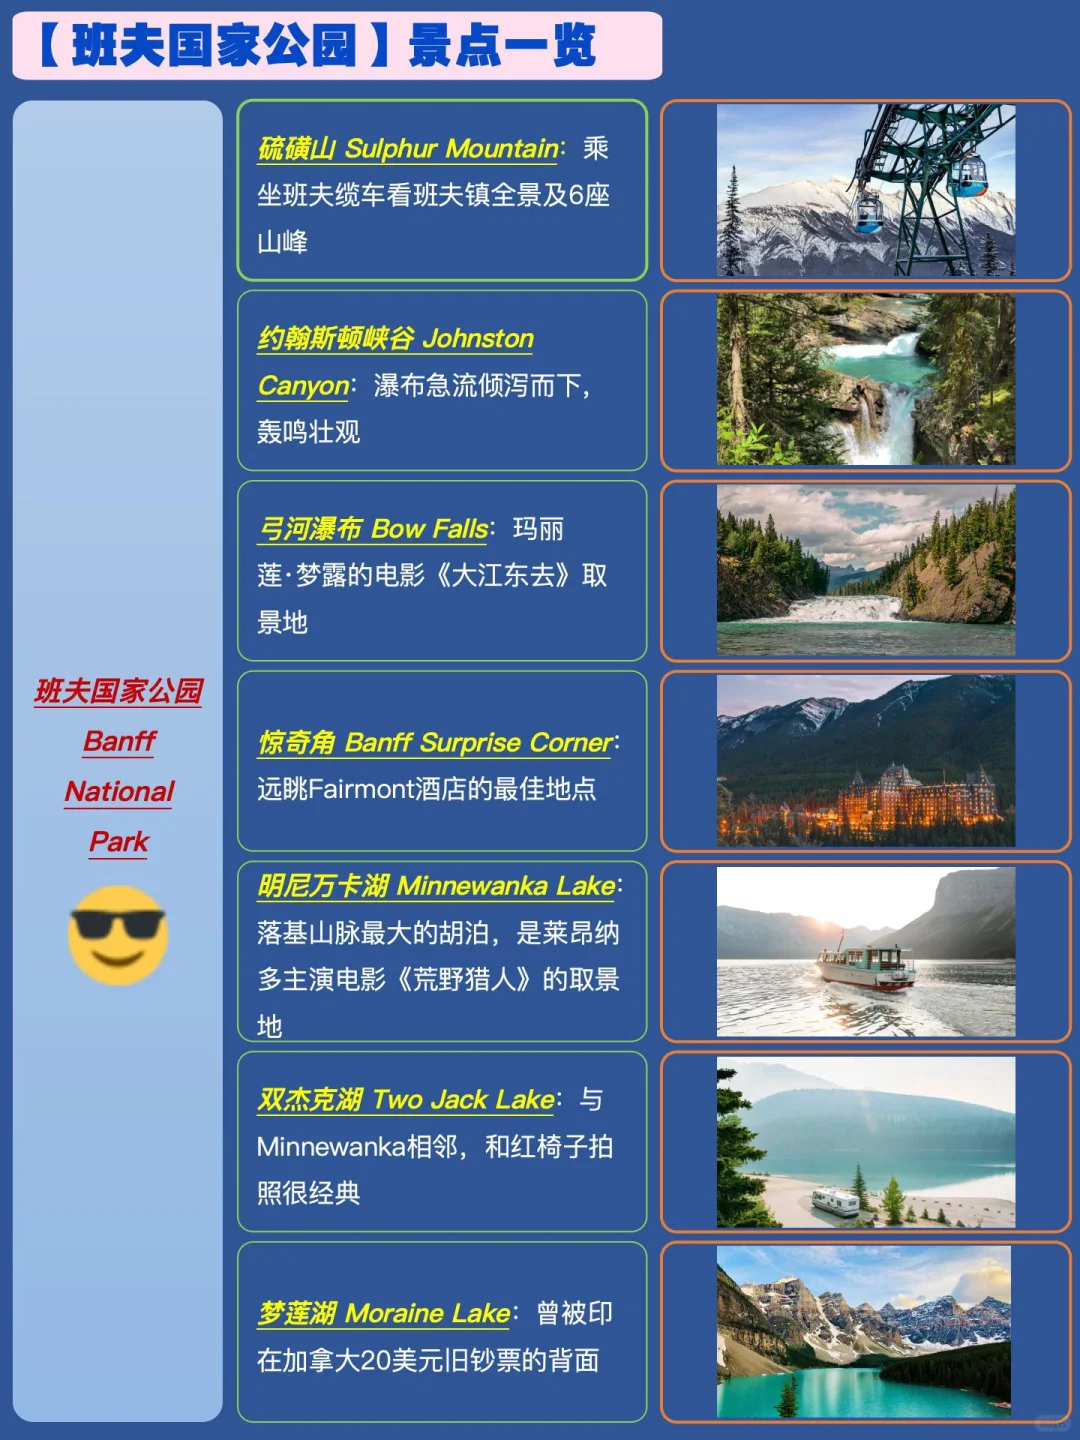 【班夫国家公园】景点一览
班夫国家公园
Banff
National
Park
硫磺山 Sulphur Mountain：乘
坐班夫缆车看班夫镇全景及6座
山峰
约翰斯顿峡谷 Johnston
Canyon：瀑布急流倾泻而下，
轰鸣壮观
弓河瀑布 Bow Falls：玛丽
莲·梦露的电影《大江东去》取
景地
惊奇角 Banff Surprise Corner：
远眺Fairmont酒店的最佳地点
明尼万卡湖 Minnewanka Lake：
落基山脉最大的胡泊，是莱昂纳
多主演电影《荒野猎人》的取景
地
双杰克湖 Two Jack Lake：与
Minnewanka相邻，和红椅子拍
照很经典
梦莲湖 Moraine Lake：曾被印
在加拿大20美元旧钞票的背面